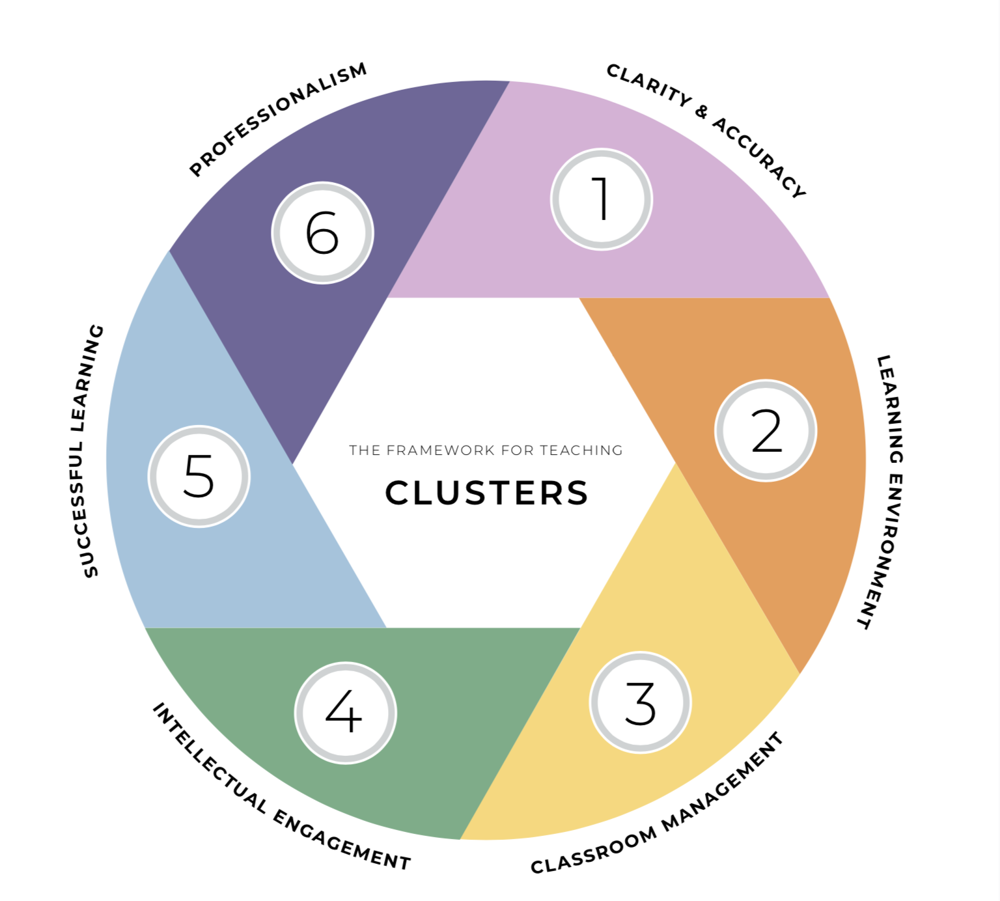 THE FRAMEWORK FOR TEACHING
CLUSTERS
1
CLARITY & ACCURACY
2
LEARNING ENVIRONMENT
3
CLASSROOM MANAGEMENT
4
INTELLECTUAL ENGAGEMENT
5
SUCCESSFUL LEARNING
6
PROFESSIONALISM